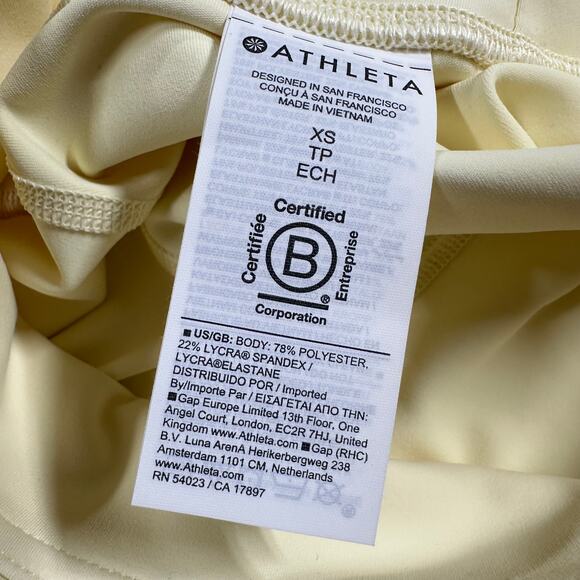 ATHLETA
DESIGNED IN SAN FRANCISCO
CONÇU À SAN FRANCISCO
MADE IN VIETNAM
XS
TP
ECH
Certified
Certifiée
B
Entreprise
®
Corporation
■ US/GB: BODY: 78% POLYESTER,
22% LYCRA® SPANDEX /
LYCRA®ELASTANE
DISTRIBUIDO POR / Imported
By/Importe Par / ΕΙΣΑΓΕΤΑΙ ΑΠΟ ΤΗΝ:
■ Gap Europe Limited 13th Floor, One
Angel Court, London, EC2R 7HJ, United
Kingdom www.Athleta.com ■ Gap (RHC)
B.V. Luna ArenA Herikerbergweg 238
Amsterdam 1101 CM, Netherlands
www.Athleta.com
RN 54023 / CA 17897